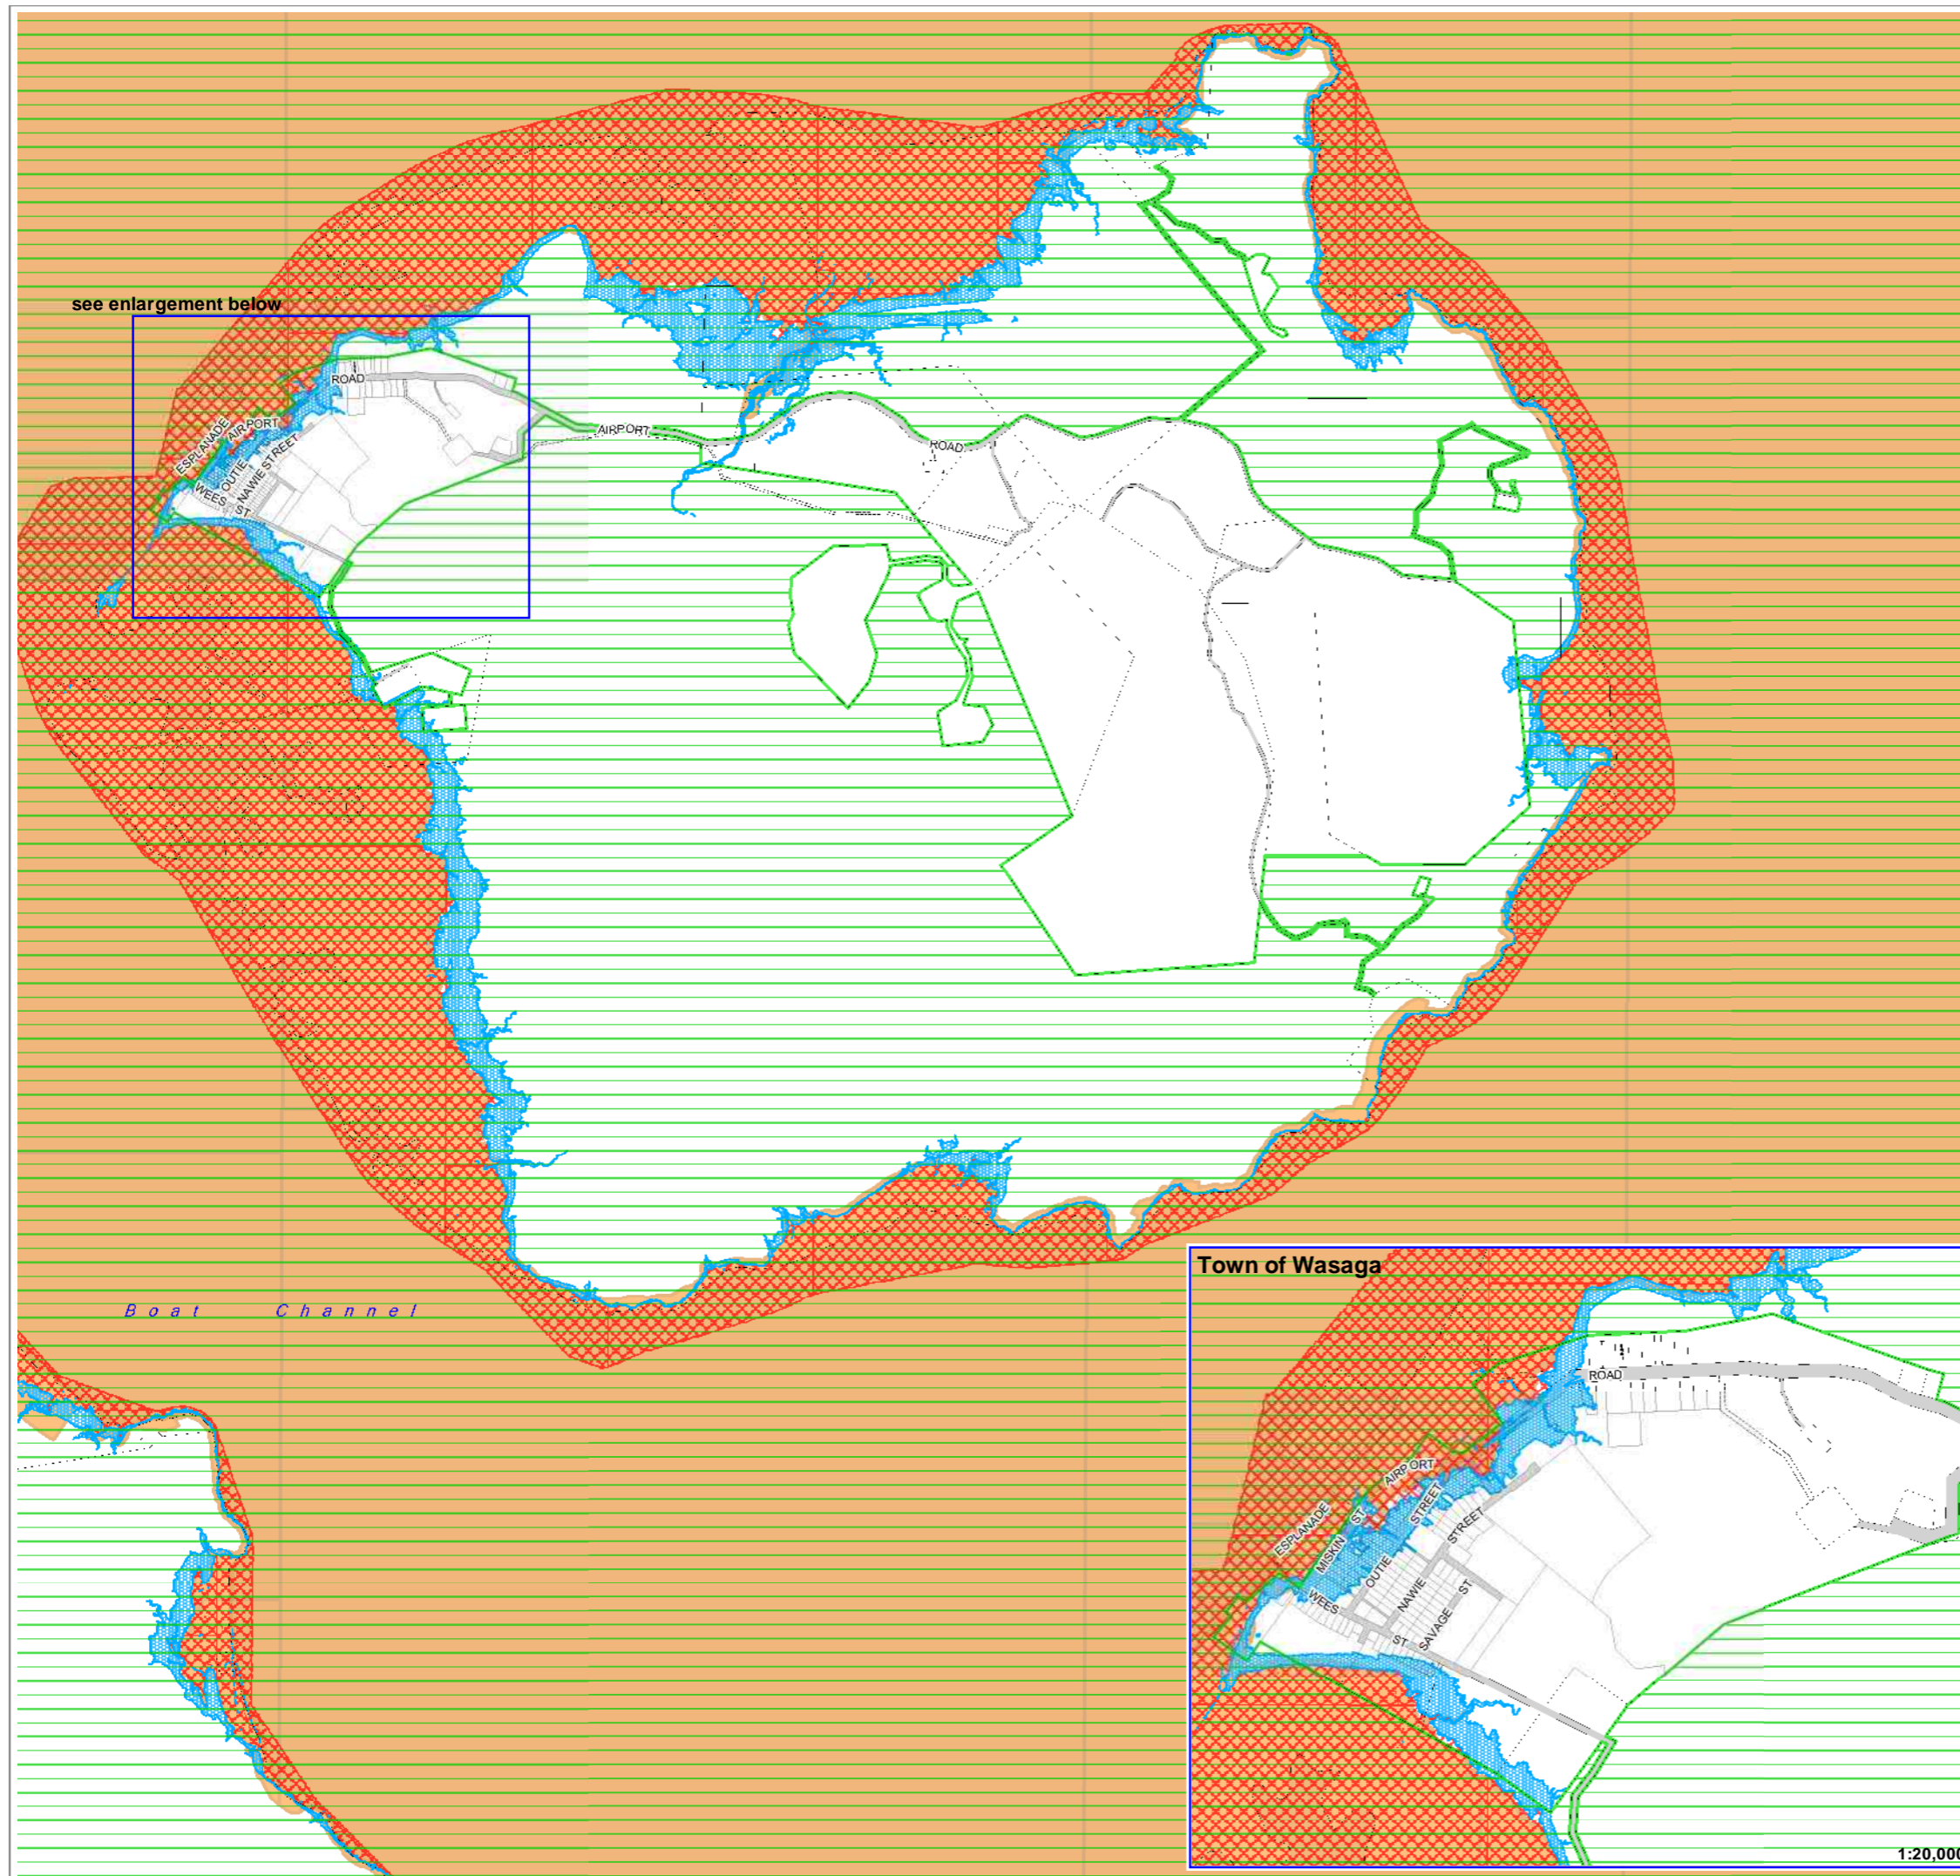 see enlargement below
ROAD
AIRPORT
ESPLANADE
AIRPORT
OUTIE
NAWIE STREET
WEES
ST
ROAD
Boat Channel
Town of Wasaga
ROAD
AIRPORT
STREET
ESPLANADE
MISKIN ST
STREET
OUTIE
NAWIE
SAVAGE ST
WEES
ST
1:20,000